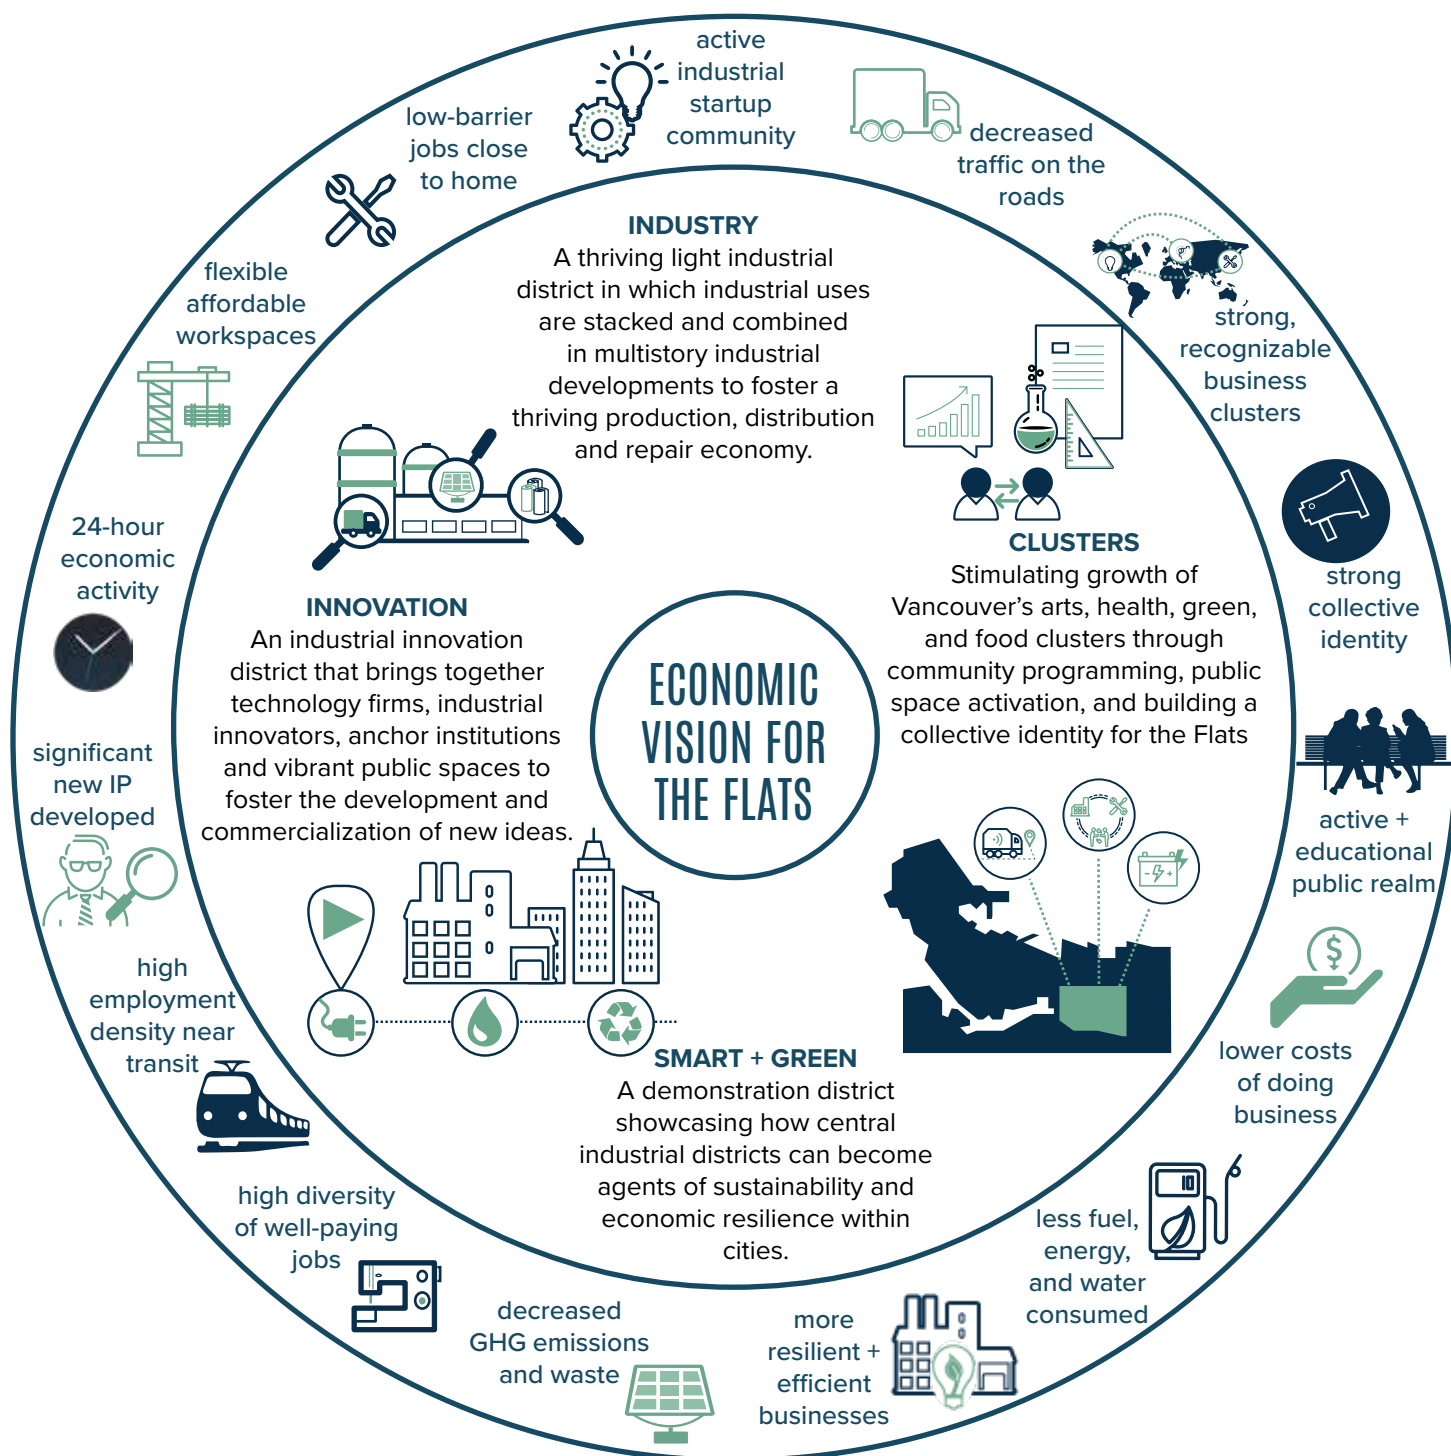 active
industrial
startup
community
decreased
traffic on the
roads
strong,
recognizable
business
clusters
strong
collective
identity
active +
educational
public realm
lower costs
of doing
business
less fuel,
energy,
and water
consumed
more
resilient +
efficient
businesses
decreased
GHG emissions
and waste
high diversity
of well-paying
jobs
high
employment
density near
transit
significant
new IP
developed
24-hour
economic
activity
flexible
affordable
workspaces
low-barrier
jobs close
to home
INDUSTRY
A thriving light industrial
district in which industrial uses
are stacked and combined
in multistory industrial
developments to foster a
thriving production, distribution
and repair economy.
CLUSTERS
Stimulating growth of
Vancouver’s arts, health, green,
and food clusters through
community programming, public
space activation, and building a
collective identity for the Flats
INNOVATION
An industrial innovation
district that brings together
technology firms, industrial
innovators, anchor institutions
and vibrant public spaces to
foster the development and
commercialization of new ideas.
ECONOMIC
VISION FOR
THE FLATS
SMART + GREEN
A demonstration district
showcasing how central
industrial districts can become
agents of sustainability and
economic resilience within
cities.